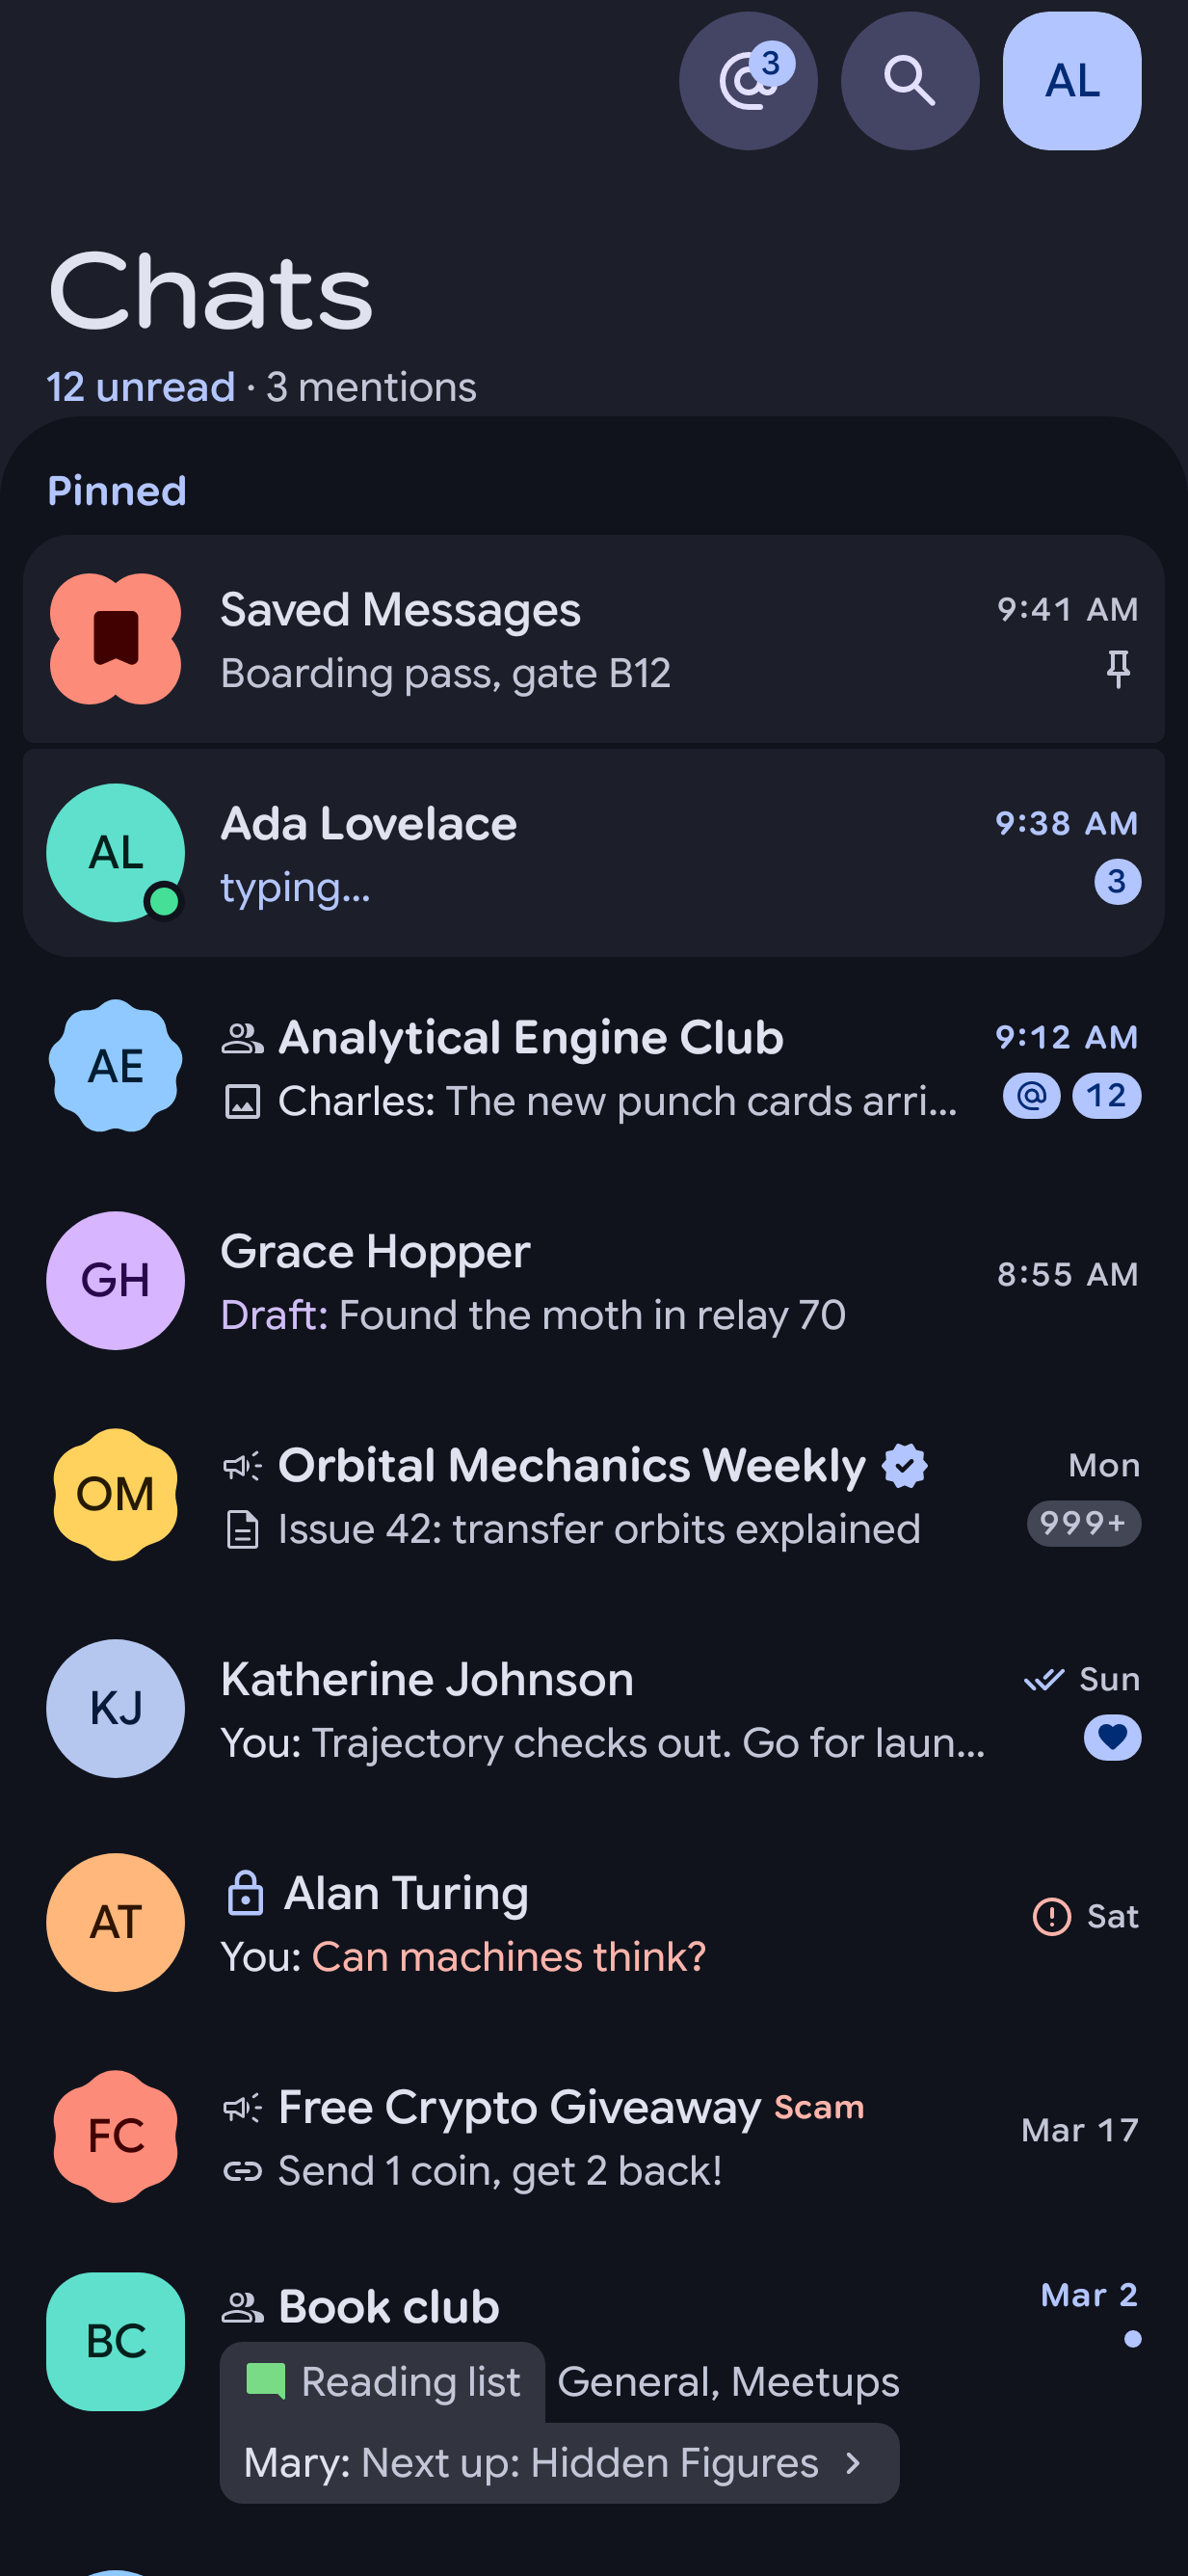 3
AL
Chats
12 unread · 3 mentions
Pinned
Saved Messages
9:41 AM
Boarding pass, gate B12
AL
Ada Lovelace
9:38 AM
typing...
3
AE
Analytical Engine Club
9:12 AM
Charles: The new punch cards arri...
@ 12
GH
Grace Hopper
8:55 AM
Draft: Found the moth in relay 70
OM
Orbital Mechanics Weekly
Mon
Issue 42: transfer orbits explained
999+
KJ
Katherine Johnson
Sun
You: Trajectory checks out. Go for laun...
AT
Alan Turing
Sat
You: Can machines think?
FC
Free Crypto Giveaway Scam
Mar 17
Send 1 coin, get 2 back!
BC
Book club
Mar 2
Reading list General, Meetups
Mary: Next up: Hidden Figures